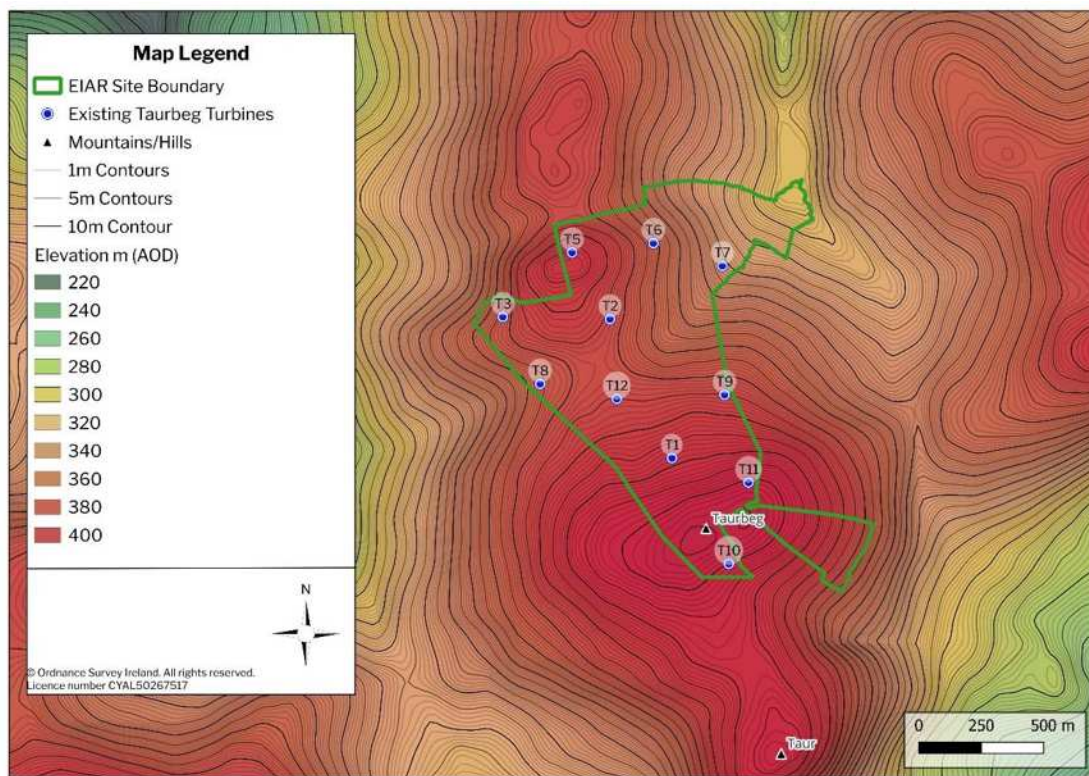 Map Legend
EIAR Site Boundary
Existing Taurbeg Turbines
Mountains/Hills
1m Contours
5m Contours
10m Contour
Elevation m (AOD)
220
240
260
280
300
320
340
360
380
400
N
© Ordnance Survey Ireland. All rights reserved.
Licence number CYAL50267517
T5
T6
T7
T3
T2
T8
T12
T9
T1
T11
Taurbeg
T10
Taur
0 250 500 m